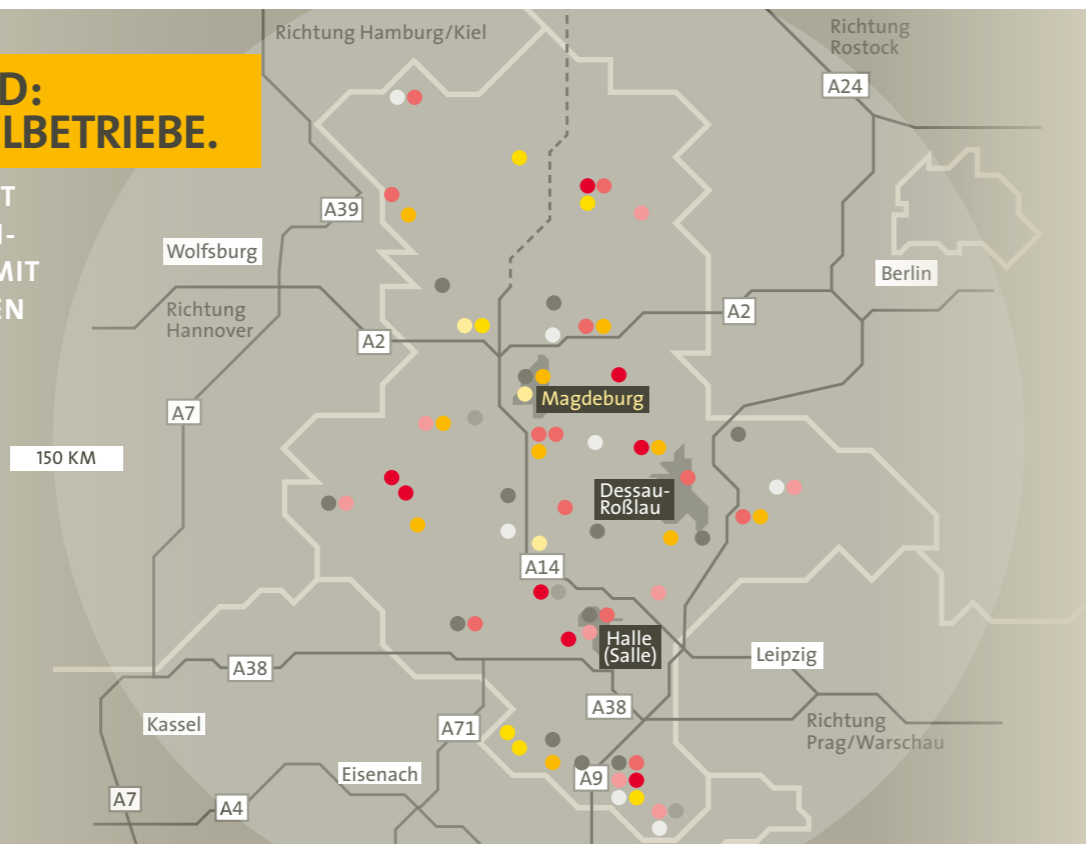 D:
LBETRIEBE.
T
I-
MIT
EN
150 KM
Richtung Hamburg/Kiel
Richtung
Rostock
A24
A39
Wolfsburg
Berlin
Richtung
Hannover
A2
A2
A7
Magdeburg
Dessau-
Roßlau
A14
Halle
(Salle)
Leipzig
A38
A38
Kassel
A71
Richtung
Prag/Warschau
Eisenach
A9
A7
A4